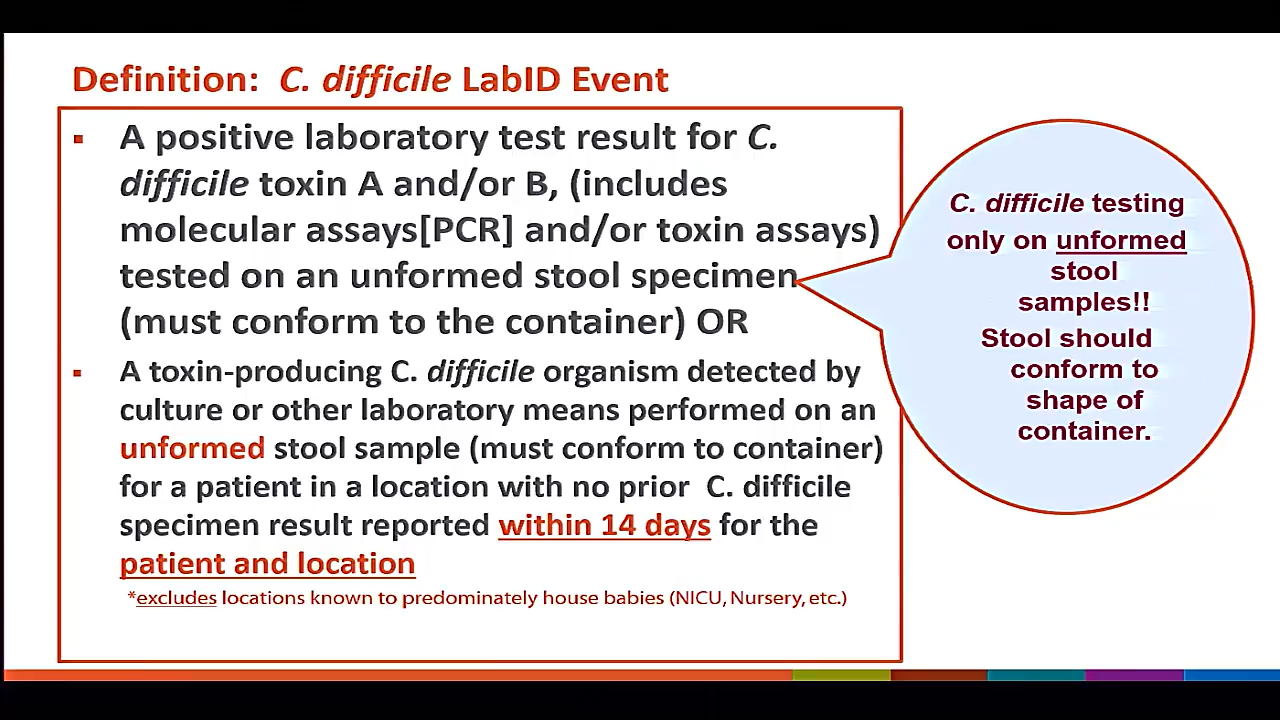 Definition: C. difficile LabID Event
▪ A positive laboratory test result for C.
difficile toxin A and/or B, (includes
molecular assays[PCR] and/or toxin assays)
tested on an unformed stool specimen
(must conform to the container) OR
▪ A toxin-producing C. difficile organism detected by
culture or other laboratory means performed on an
unformed stool sample (must conform to container)
for a patient in a location with no prior C. difficile
specimen result reported within 14 days for the
patient and location
*excludes locations known to predominately house babies (NICU, Nursery, etc.)
C. difficile testing
only on unformed
stool
samples!!
Stool should
conform to
shape of
container.